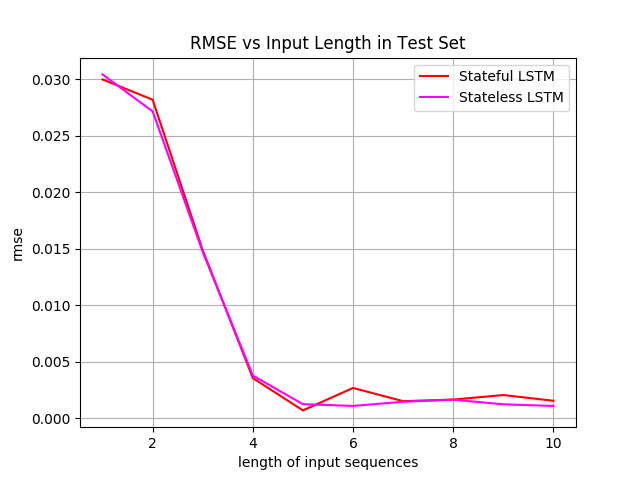 RMSE vs Input Length in Test Set
Stateful LSTM
Stateless LSTM
0.030
0.025
0.020
0.015
0.010
0.005
0.000
rmse
2
4
6
8
10
length of input sequences